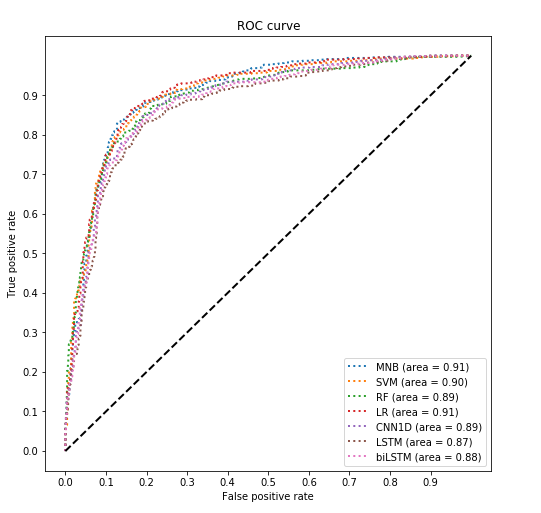 ROC curve
True positive rate
0.9
0.8
0.7
0.6
0.5
0.4
0.3
0.2
0.1
0.0
MNB (area = 0.91)
SVM (area = 0.90)
RF (area = 0.89)
LR (area = 0.91)
CNN1D (area = 0.89)
LSTM (area = 0.87)
biLSTM (area = 0.88)
0.0 0.1 0.2 0.3 0.4 0.5 0.6 0.7 0.8 0.9
False positive rate